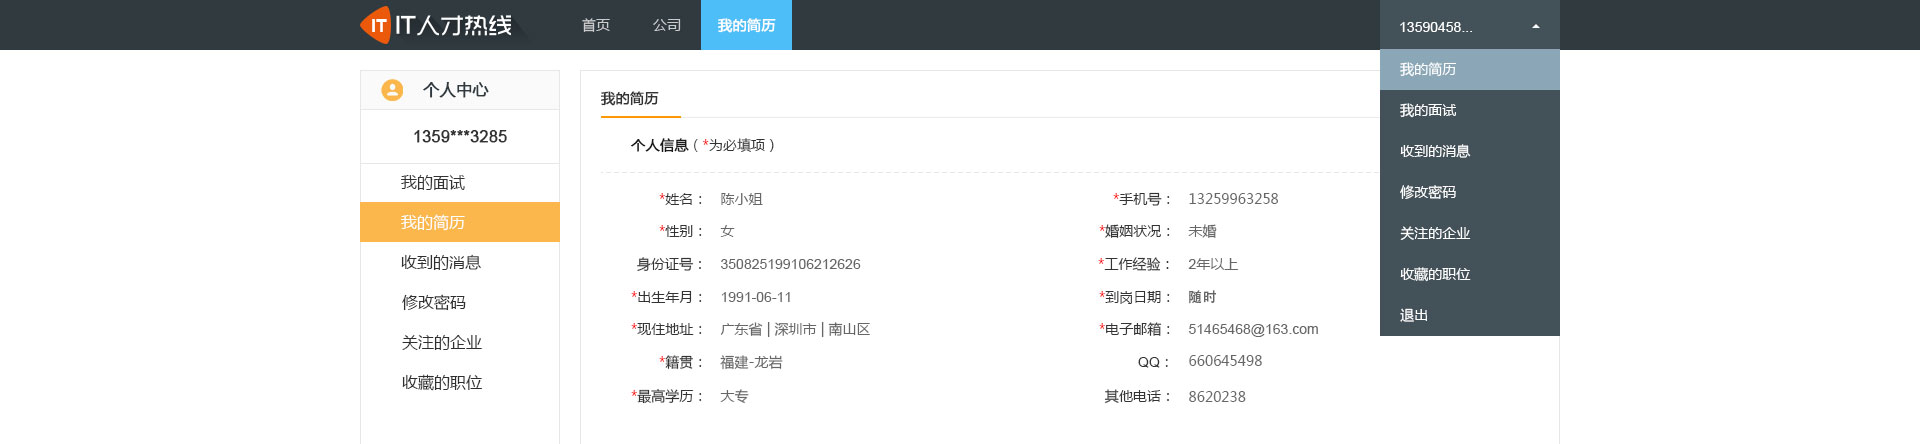 IT IT人才热线 首页 公司 我的简历 13590458...
个人中心
1359***3285
我的面试
我的简历
收到的消息
修改密码
关注的企业
收藏的职位
我的简历
个人信息（*为必填项）
*姓名： 陈小姐 *手机号： 13259963258
*性别： 女 *婚姻状况： 未婚
身份证号： 350825199106212626 *工作经验： 2年以上
*出生年月： 1991-06-11 *到岗日期： 随时
*现住地址： 广东省 | 深圳市 | 南山区 *电子邮箱： 51465468@163.com
*籍贯： 福建-龙岩 QQ： 660645498
*最高学历： 大专 其他电话： 8620238
我的简历
我的面试
收到的消息
修改密码
关注的企业
收藏的职位
退出